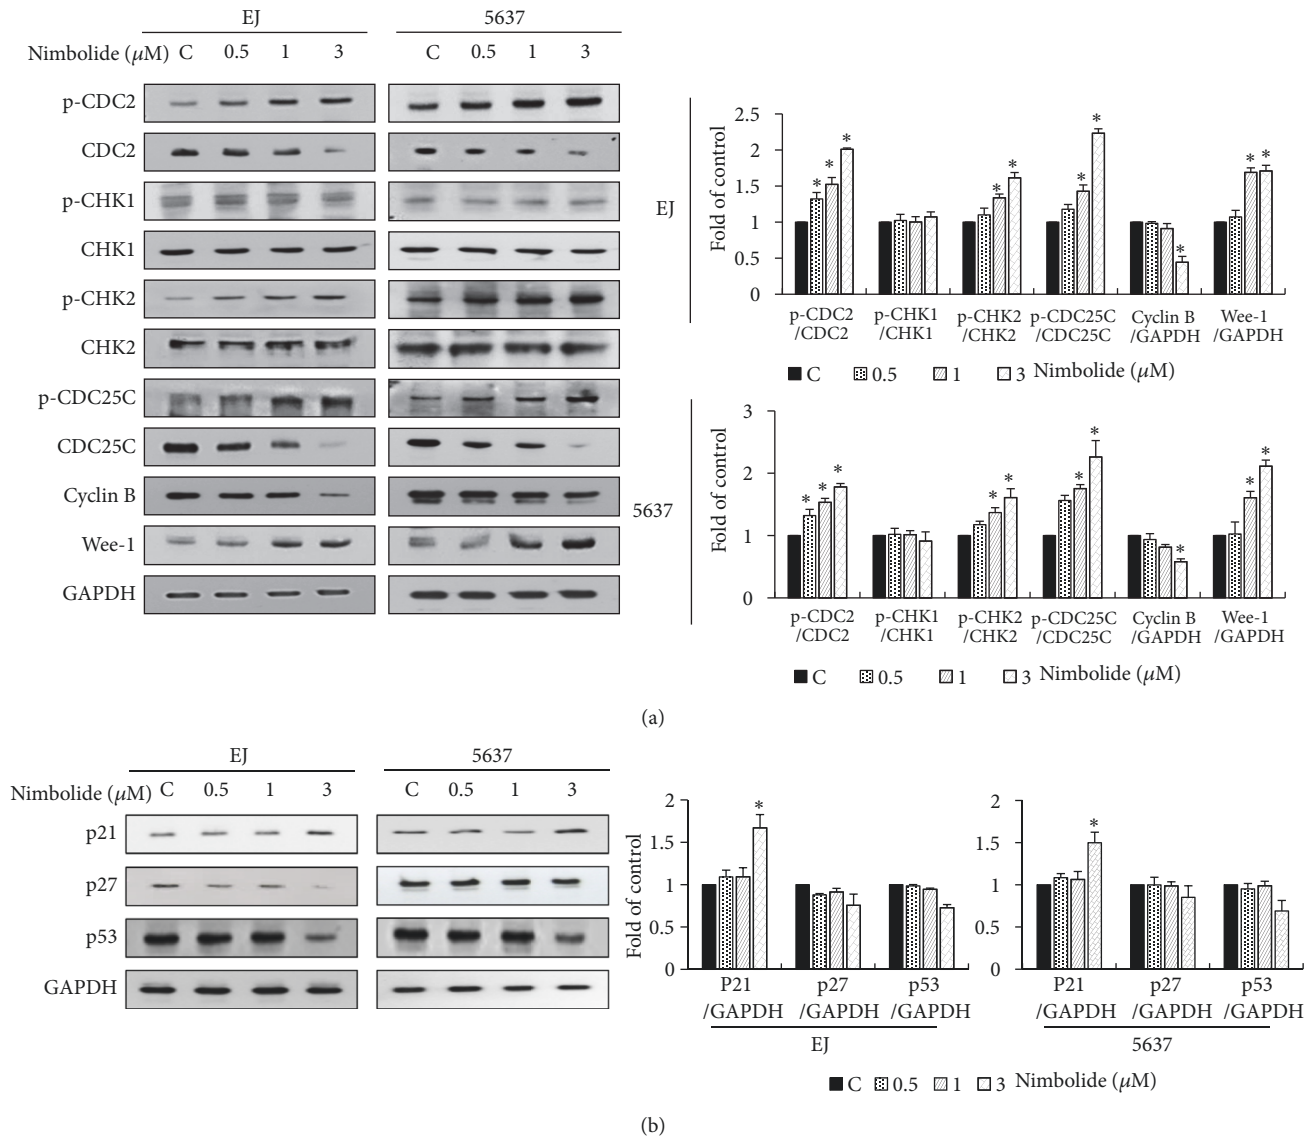 EJ 5637
Nimbolide (μM) C 0.5 1 3 C 0.5 1 3
p-CDC2
CDC2
p-CHK1
CHK1
p-CHK2
CHK2
p-CDC25C
CDC25C
Cyclin B
Wee-1
GAPDH
EJ
Fold of control
2.5
2
1.5
1
0.5
0
* * * * * * * * * *
p-CDC2 p-CHK1 p-CHK2 p-CDC25C Cyclin B Wee-1
/CDC2 /CHK1 /CHK2 /CDC25C /GAPDH /GAPDH
C 0.5 1 3 Nimbolide (μM)
5637
Fold of control
3
2
1
0
* * * * * * * * * *
p-CDC2 p-CHK1 p-CHK2 p-CDC25C Cyclin B Wee-1
/CDC2 /CHK1 /CHK2 /CDC25C /GAPDH /GAPDH
C 0.5 1 3 Nimbolide (μM)
(a)
EJ 5637
Nimbolide (μM) C 0.5 1 3 C 0.5 1 3
p21
p27
p53
GAPDH
Fold of control
2
1.5
1
0.5
0
*
P21 p27 p53
/GAPDH /GAPDH /GAPDH
EJ
2
1.5
1
0.5
0
*
P21 p27 p53
/GAPDH /GAPDH /GAPDH
5637
C 0.5 1 3 Nimbolide (μM)
(b)